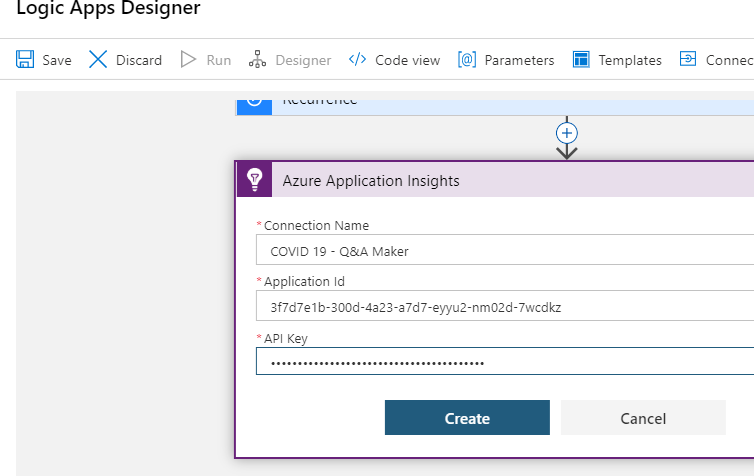 Logic Apps Designer
Save Discard Run Designer </> Code view [@] Parameters Templates Connec
Recurrence
Azure Application Insights
*Connection Name
COVID 19 - Q&A Maker
*Application Id
3f7d7e1b-300d-4a23-a7d7-eyyu2-nm02d-7wcdkz
*API Key
••••••••••••••••••••••••••••••••••••••••
Create Cancel